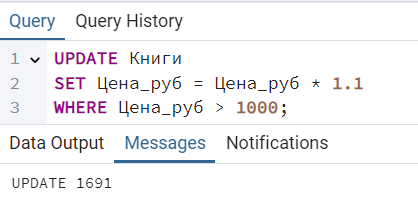 Query Query History
1 UPDATE Книги
2 SET Цена_руб = Цена_руб * 1.1
3 WHERE Цена_руб > 1000;
Data Output Messages Notifications
UPDATE 1691